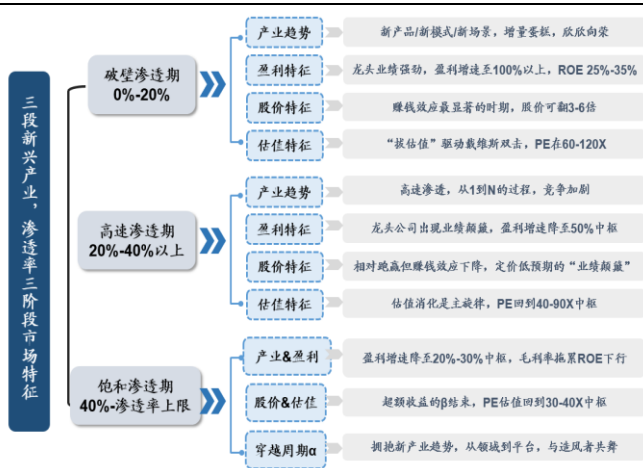 三段新兴产业，渗透率三阶段市场特征
破壁渗透期
0%-20%
产业趋势
新产品/新模式/新场景，增量蛋糕，欣欣向荣
盈利特征
龙头业绩强劲，盈利增速至100%以上，ROE 25%-35%
股价特征
赚钱效应最显著的时期，股价可翻3-6倍
估值特征
“拔估值”驱动戴维斯双击，PE在60-120X
高速渗透期
20%-40%以上
产业趋势
高速渗透，从1到N的过程，竞争加剧
盈利特征
龙头公司出现业绩颠簸，盈利增速降至50%中枢
股价特征
相对跑赢但赚钱效应下降，定价低预期的“业绩颠簸”
估值特征
估值消化是主旋律，PE回到40-90X中枢
饱和渗透期
40%-渗透率上限
产业&盈利
盈利增速降至20%-30%中枢，毛利率拖累ROE下行
股价&估值
超额收益的β结束，PE估值回到30-40X中枢
穿越周期α
拥抱新产业趋势，从领域到平台，与造风者共舞